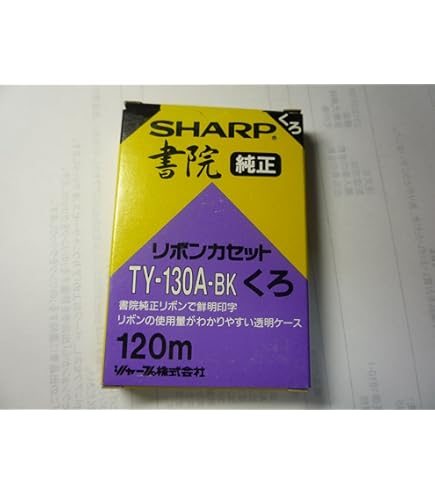 くろ
SHARP®
書院 純正
リボンカセット
TY-130A-BK くろ
書院純正リボンで鮮明印字
リボンの使用量がわかりやすい透明ケース
120m
シャープ株式会社